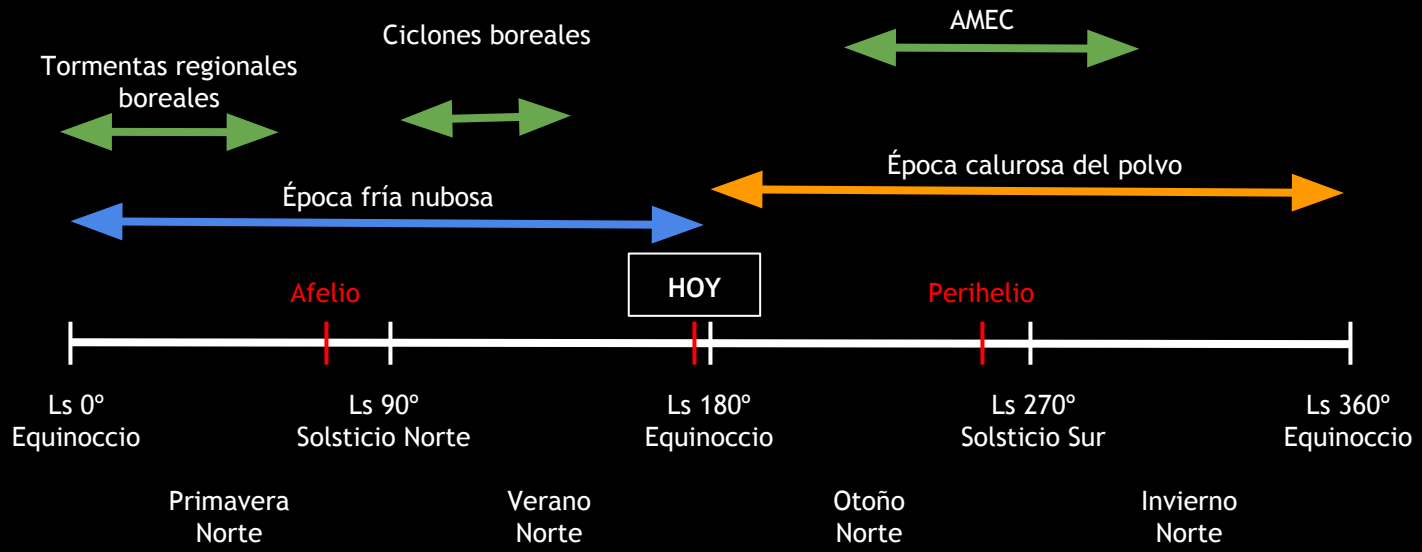 AMEC
Ciclones boreales
Tormentas regionales
boreales
Época calurosa del polvo
Época fría nubosa
HOY
Afelio
Perihelio
Ls 0º
Equinoccio
Ls 90º
Solsticio Norte
Ls 180º
Equinoccio
Ls 270º
Solsticio Sur
Ls 360º
Equinoccio
Primavera
Norte
Verano
Norte
Otoño
Norte
Invierno
Norte